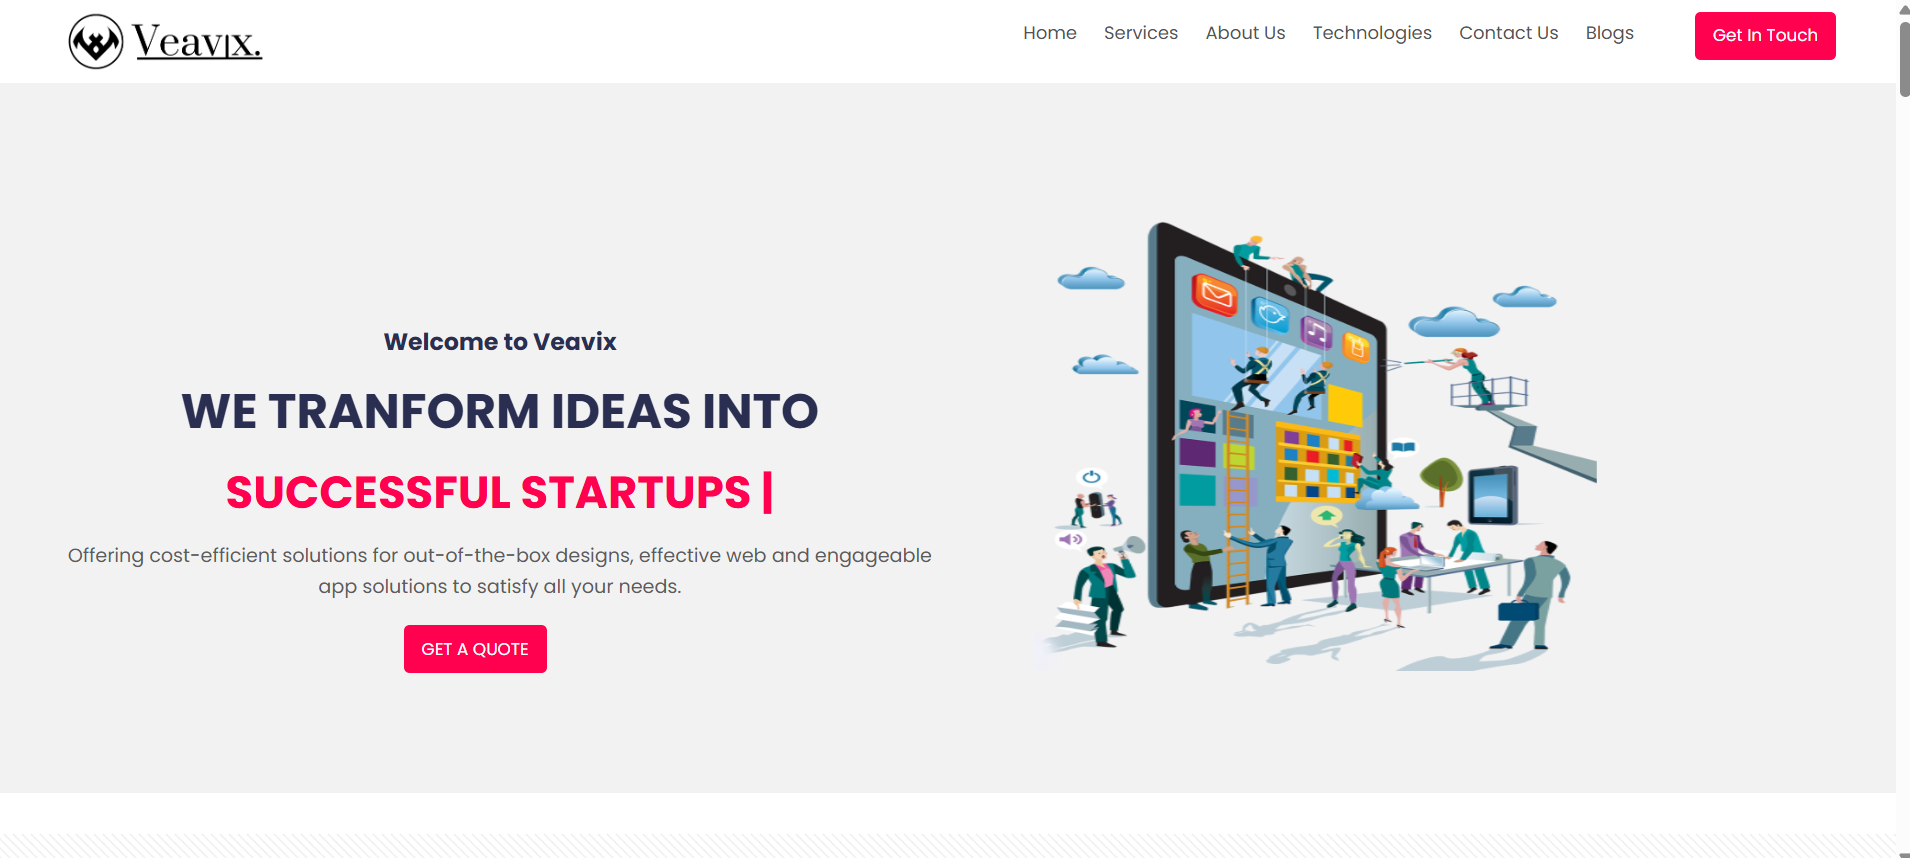 Veavix.
Home Services About Us Technologies Contact Us Blogs
Get In Touch
Welcome to Veavix
WE TRANFORM IDEAS INTO
SUCCESSFUL STARTUPS |
Offering cost-efficient solutions for out-of-the-box designs, effective web and engageable
app solutions to satisfy all your needs.
GET A QUOTE